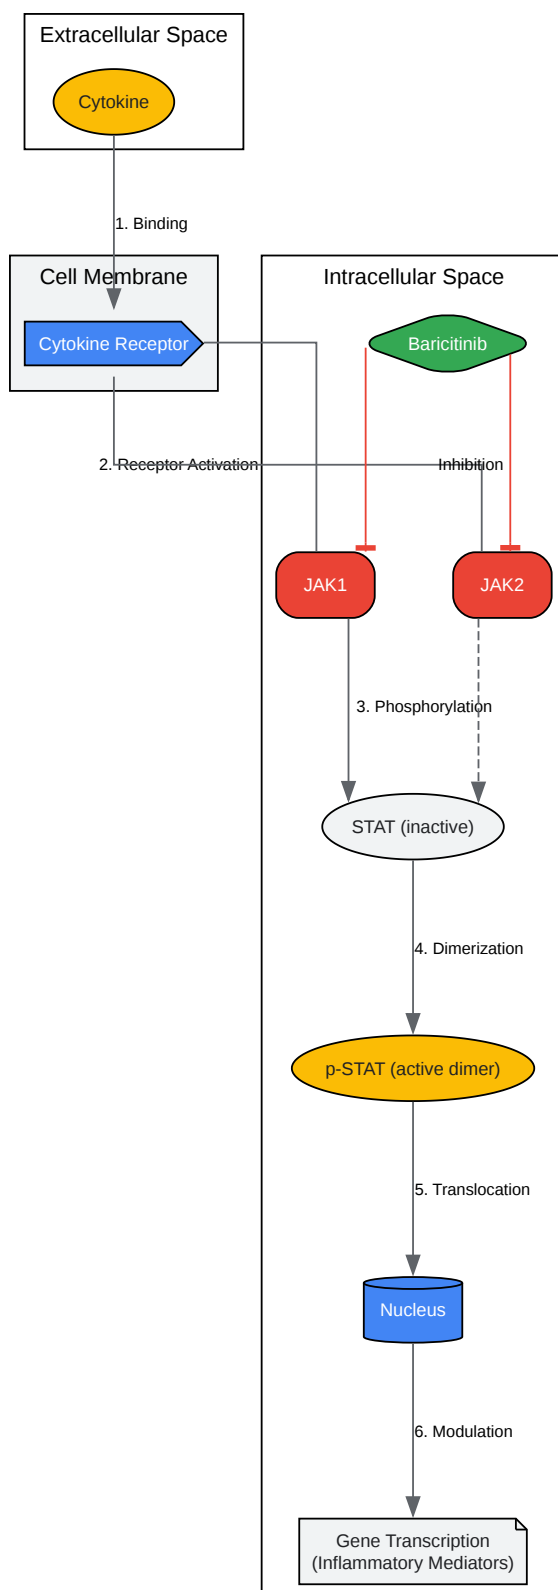 Extracellular Space
Cytokine
1. Binding
Cell Membrane
Intracellular Space
Cytokine Receptor
Baricitinib
2. Receptor Activation
Inhibition
JAK1
JAK2
3. Phosphorylation
STAT (inactive)
4. Dimerization
p-STAT (active dimer)
5. Translocation
Nucleus
6. Modulation
Gene Transcription
(Inflammatory Mediators)